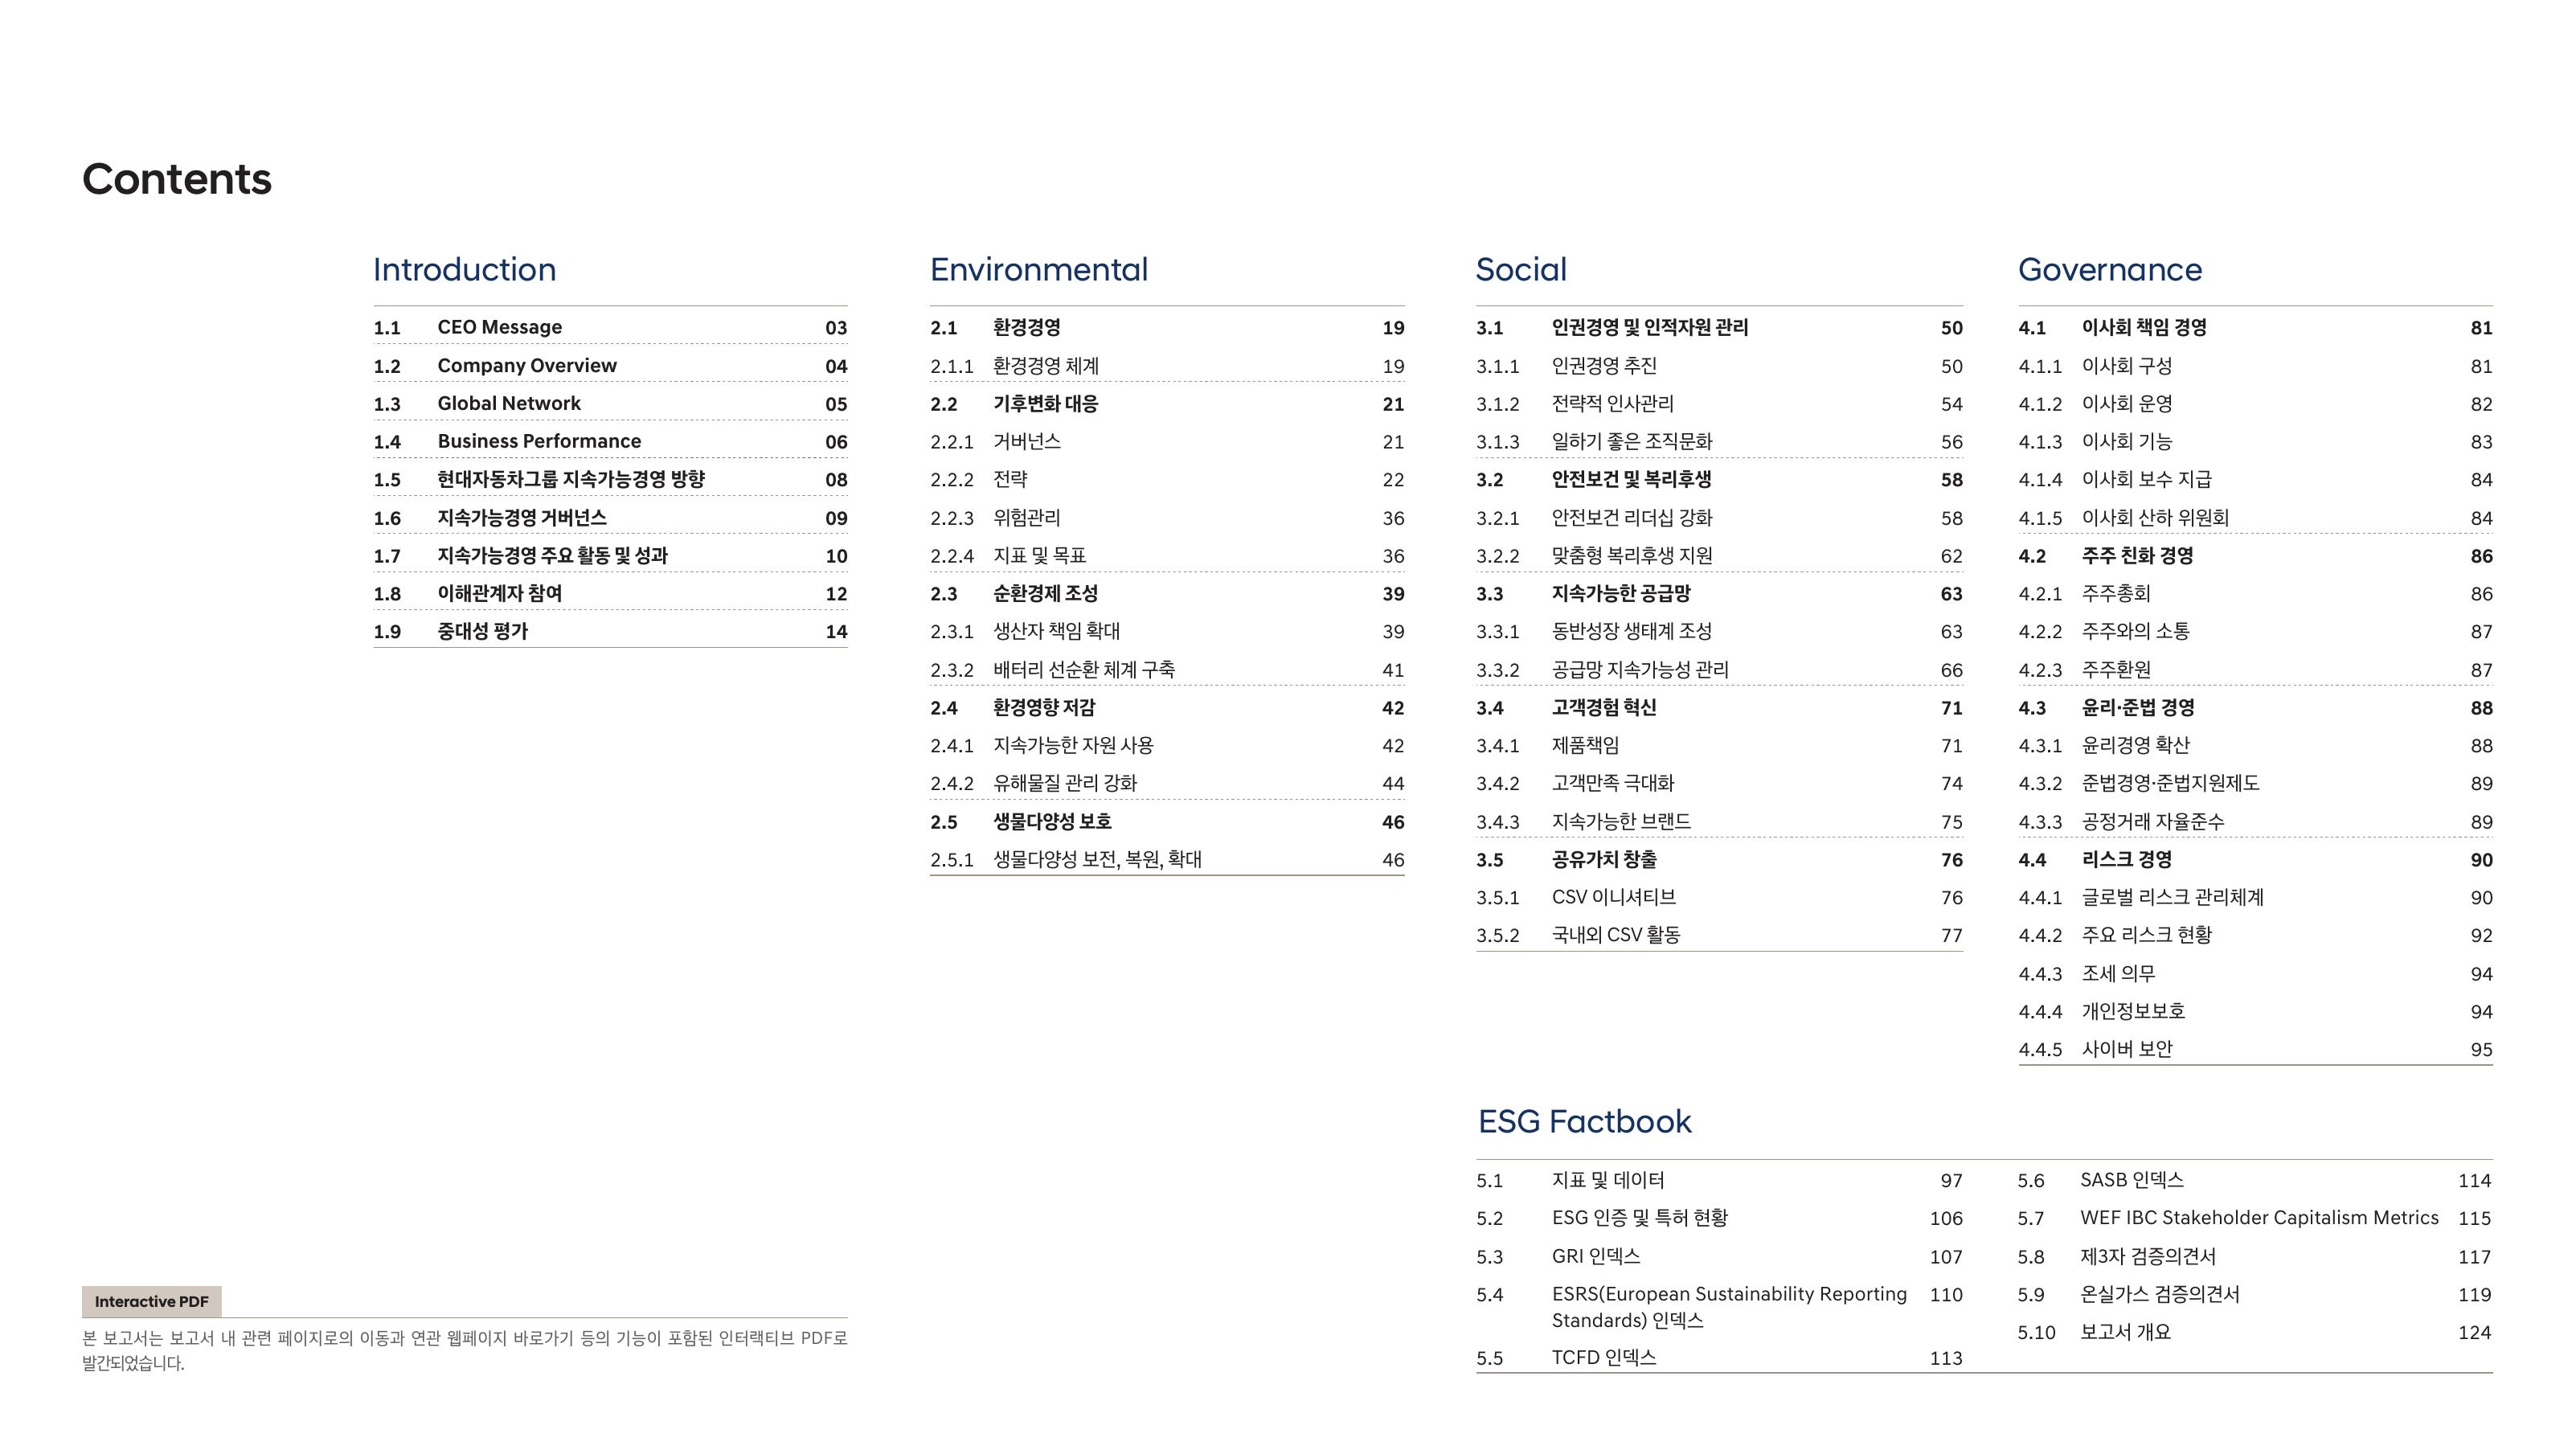 Contents
Introduction
1.1 CEO Message 03
1.2 Company Overview 04
1.3 Global Network 05
1.4 Business Performance 06
1.5 현대자동차그룹 지속가능경영 방향 08
1.6 지속가능경영 거버넌스 09
1.7 지속가능경영 주요 활동 및 성과 10
1.8 이해관계자 참여 12
1.9 중대성 평가 14
Environmental
2.1 환경경영 19
2.1.1 환경경영 체계 19
2.2 기후변화 대응 21
2.2.1 거버넌스 21
2.2.2 전략 22
2.2.3 위험관리 36
2.2.4 지표 및 목표 36
2.3 순환경제 조성 39
2.3.1 생산자 책임 확대 39
2.3.2 배터리 선순환 체계 구축 41
2.4 환경영향 저감 42
2.4.1 지속가능한 자원 사용 42
2.4.2 유해물질 관리 강화 44
2.5 생물다양성 보호 46
2.5.1 생물다양성 보전, 복원, 확대 46
Social
3.1 인권경영 및 인적자원 관리 50
3.1.1 인권경영 추진 50
3.1.2 전략적 인사관리 54
3.1.3 일하기 좋은 조직문화 56
3.2 안전보건 및 복리후생 58
3.2.1 안전보건 리더십 강화 58
3.2.2 맞춤형 복리후생 지원 62
3.3 지속가능한 공급망 63
3.3.1 동반성장 생태계 조성 63
3.3.2 공급망 지속가능성 관리 66
3.4 고객경험 혁신 71
3.4.1 제품책임 71
3.4.2 고객만족 극대화 74
3.4.3 지속가능한 브랜드 75
3.5 공유가치 창출 76
3.5.1 CSV 이니셔티브 76
3.5.2 국내외 CSV 활동 77
Governance
4.1 이사회 책임 경영 81
4.1.1 이사회 구성 81
4.1.2 이사회 운영 82
4.1.3 이사회 기능 83
4.1.4 이사회 보수 지급 84
4.1.5 이사회 산하 위원회 84
4.2 주주 친화 경영 86
4.2.1 주주총회 86
4.2.2 주주와의 소통 87
4.2.3 주주환원 87
4.3 윤리·준법 경영 88
4.3.1 윤리경영 확산 88
4.3.2 준법경영·준법지원제도 89
4.3.3 공정거래 자율준수 89
4.4 리스크 경영 90
4.4.1 글로벌 리스크 관리체계 90
4.4.2 주요 리스크 현황 92
4.4.3 조세 의무 94
4.4.4 개인정보보호 94
4.4.5 사이버 보안 95
ESG Factbook
5.1 지표 및 데이터 97
5.2 ESG 인증 및 특허 현황 106
5.3 GRI 인덱스 107
5.4 ESRS(European Sustainability Reporting 110
Standards) 인덱스
5.5 TCFD 인덱스 113
5.6 SASB 인덱스 114
5.7 WEF IBC Stakeholder Capitalism Metrics 115
5.8 제3자 검증의견서 117
5.9 온실가스 검증의견서 119
5.10 보고서 개요 124
Interactive PDF
본 보고서는 보고서 내 관련 페이지로의 이동과 연관 웹페이지 바로가기 등의 기능이 포함된 인터랙티브 PDF로
발간되었습니다.